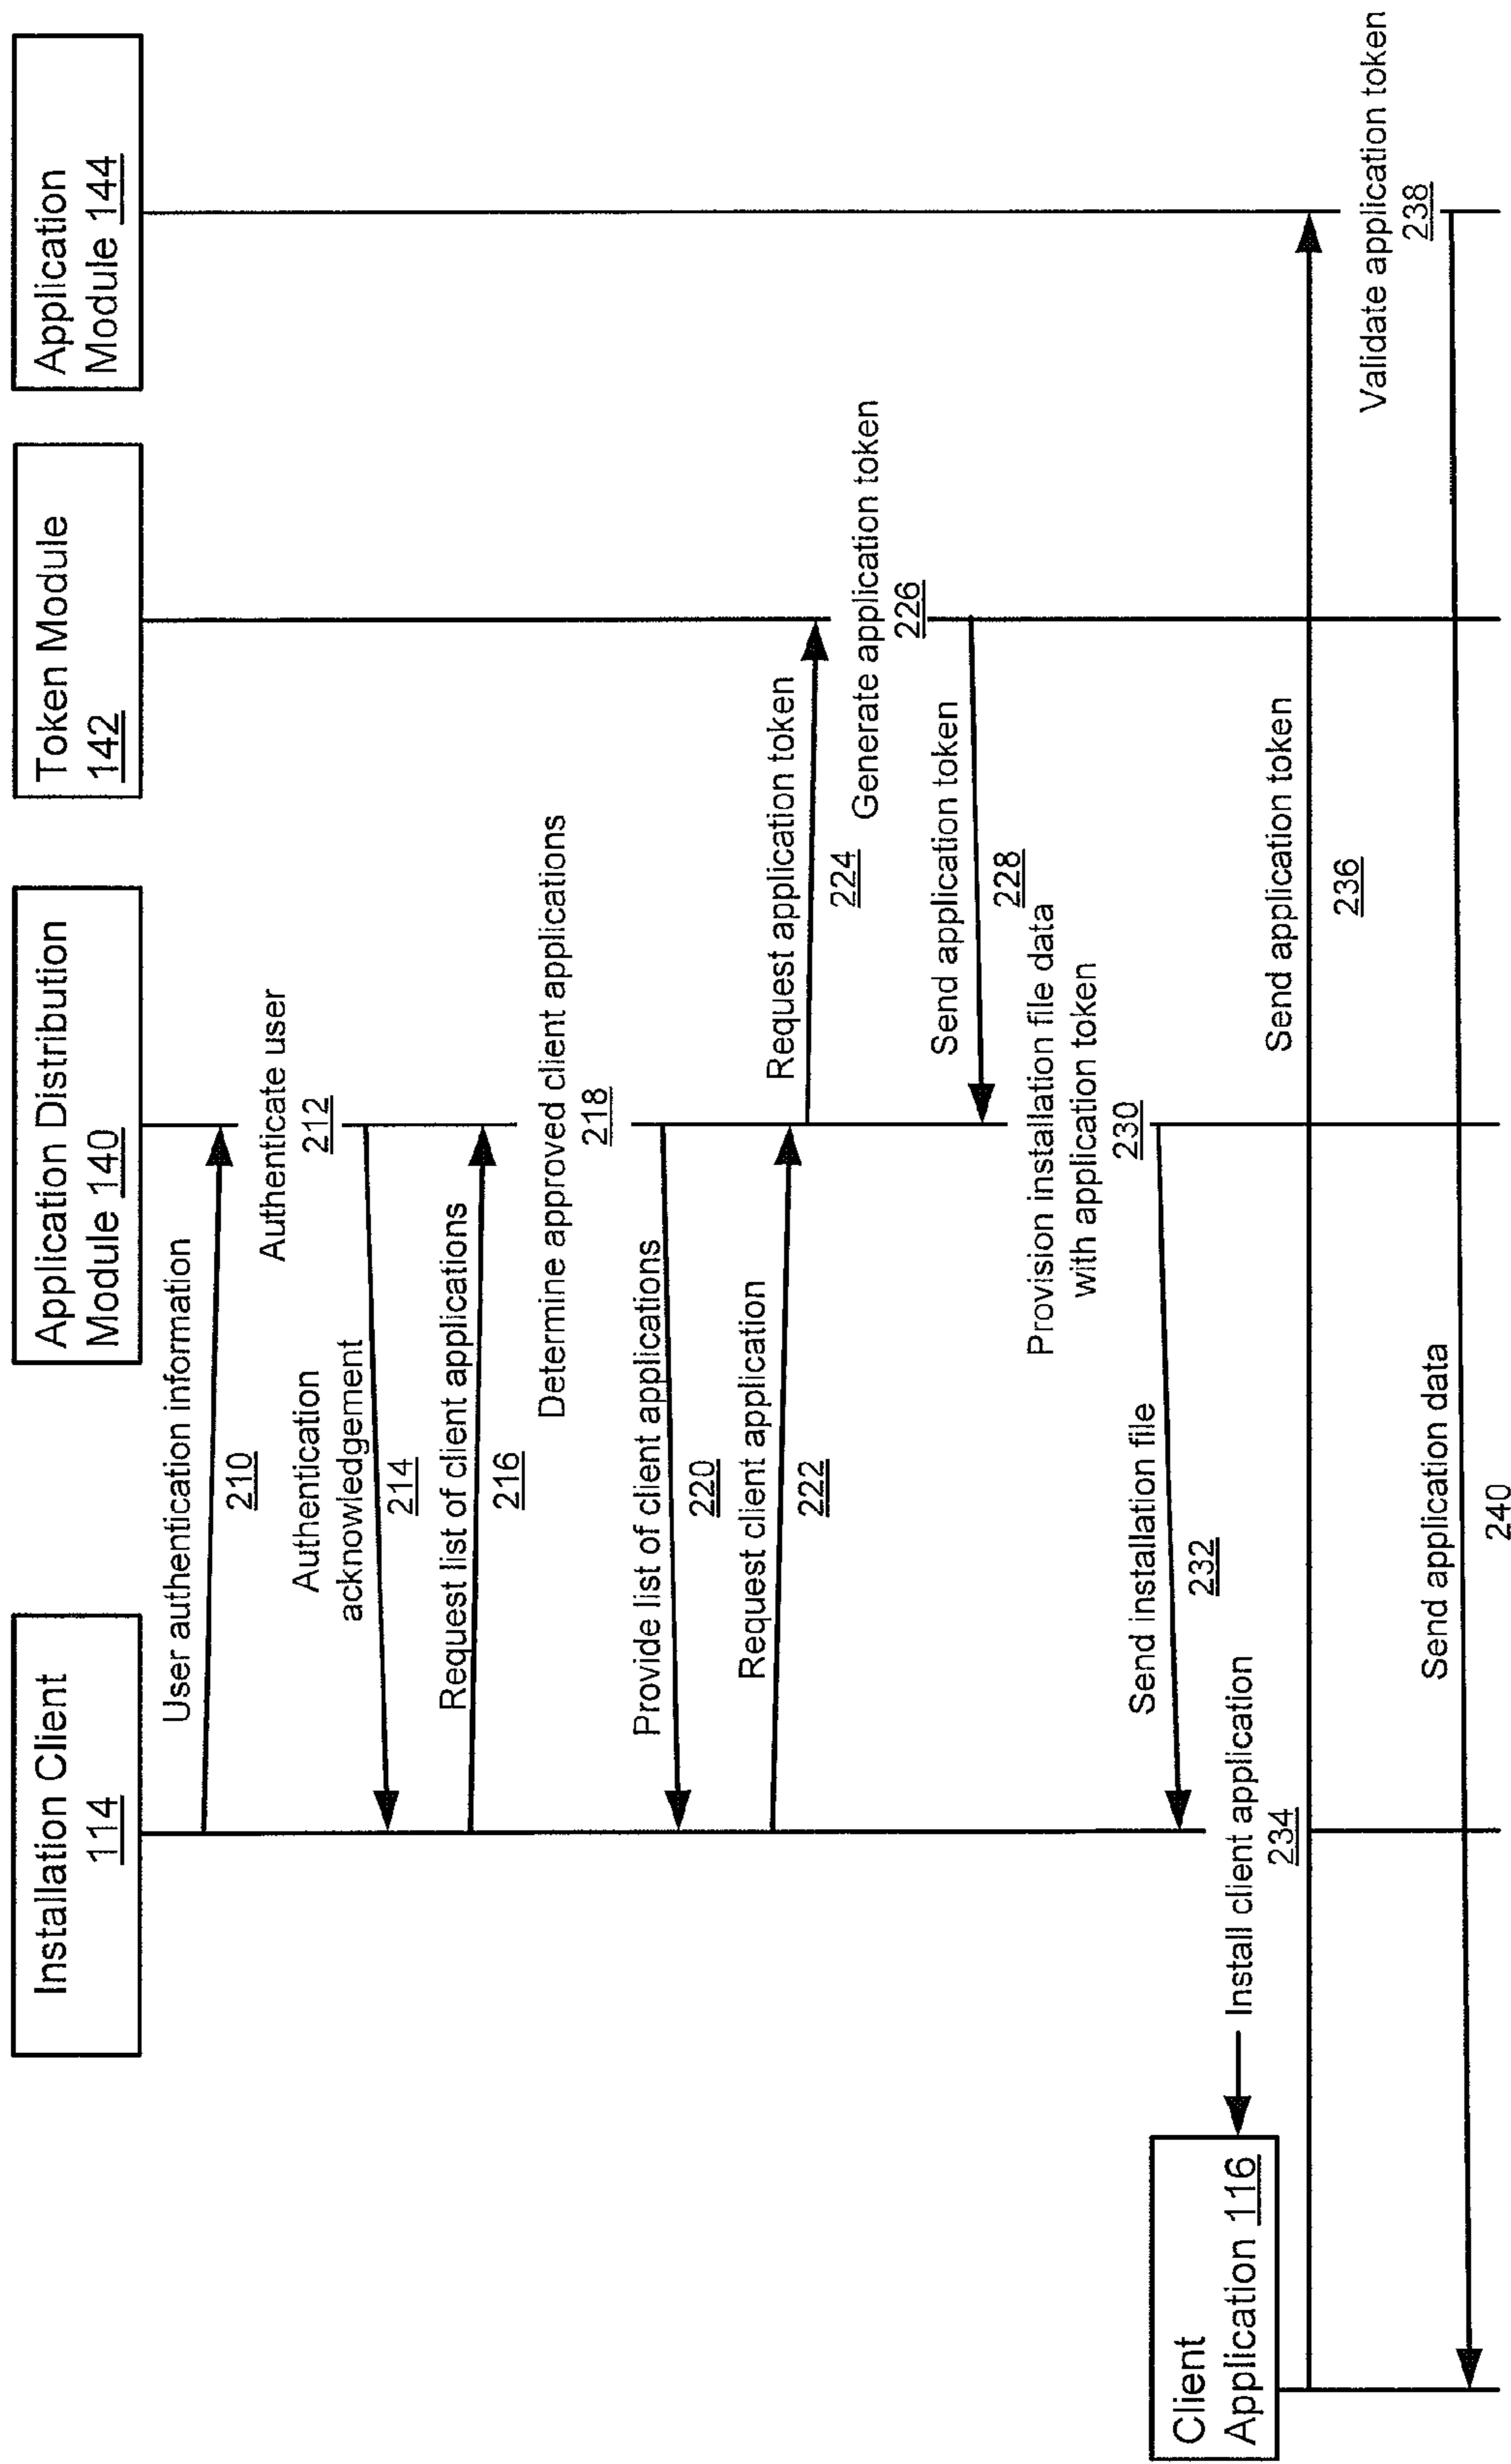 Installation Client
114
Application Distribution
Module 140
Token Module
142
Application
Module 144
User authentication information
210
Authenticate user
212
Authentication
acknowledgement
214
Request list of client applications
216
Determine approved client applications
218
Provide list of client applications
220
Request client application
222
Request application token
224
Generate application token
226
Send application token
228
Provision installation file data
with application token
230
Send installation file
232
Install client application
234
Client
Application 116
Send application token
236
Validate application token
238
Send application data
240